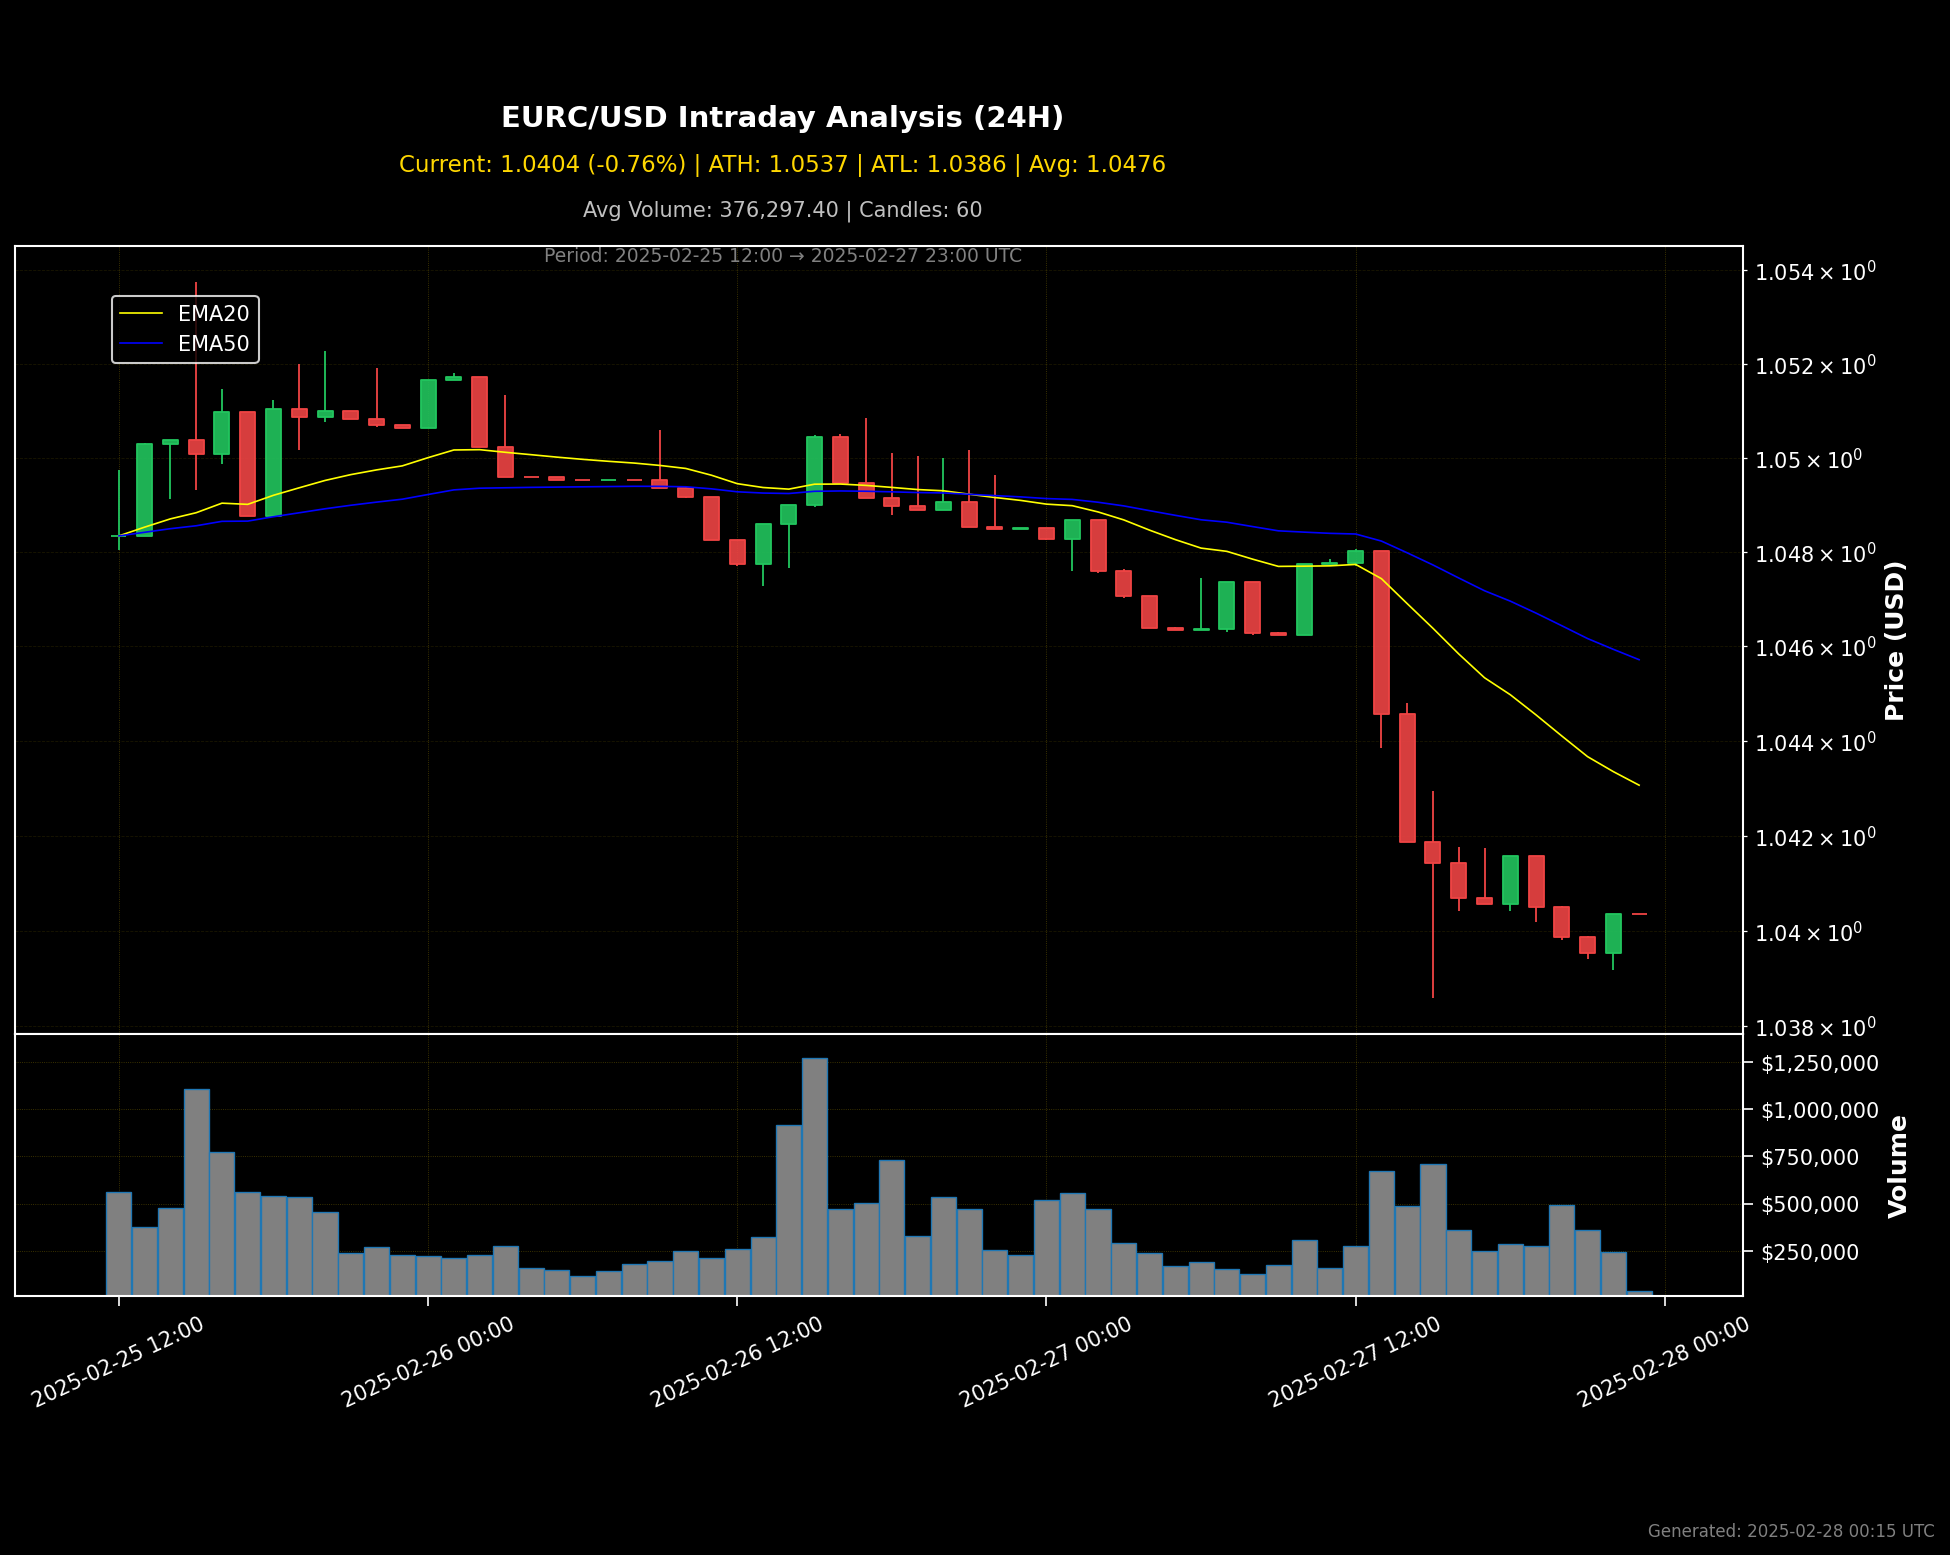 EURC/USD Intraday Analysis (24H)
Current: 1.0404 (-0.76%) | ATH: 1.0537 | ATL: 1.0386 | Avg: 1.0476
Avg Volume: 376,297.40 | Candles: 60
Period: 2025-02-25 12:00 → 2025-02-27 23:00 UTC
EMA20
EMA50
1.054 × 10⁰
1.052 × 10⁰
1.05 × 10⁰
1.048 × 10⁰
1.046 × 10⁰
1.044 × 10⁰
1.042 × 10⁰
1.04 × 10⁰
1.038 × 10⁰
Price (USD)
$1,250,000
$1,000,000
$750,000
$500,000
$250,000
Volume
2025-02-25 12:00
2025-02-26 00:00
2025-02-26 12:00
2025-02-27 00:00
2025-02-27 12:00
2025-02-28 00:00
Generated: 2025-02-28 00:15 UTC